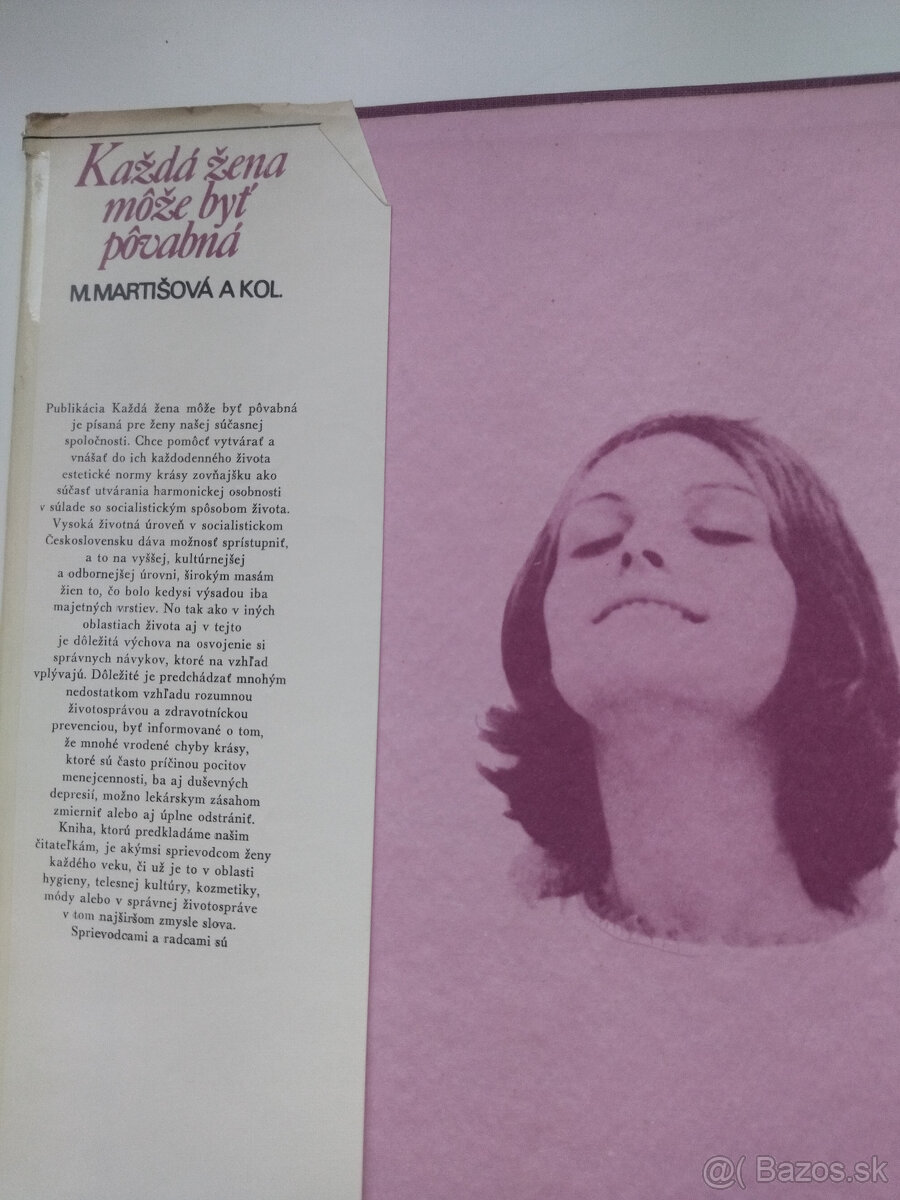 Každá žena
môže byť
pôvabná
M. MARTIŠOVÁ A KOL.
Publikácia Každá žena môže byť pôvabná
je písaná pre ženy našej súčasnej
spoločnosti. Chce pomôcť vytvárať a
vnášať do ich každodenného života
estetické normy krásy zovňajšku ako
súčasť utvárania harmonickej osobnosti
v súlade so socialistickým spôsobom života.
Vysoká životná úroveň v socialistickom
Československu dáva možnosť sprístupniť,
a to na vyššej, kultúrnejšej
a odbornejšej úrovni, širokým masám
žien to, čo bolo kedysi výsadou iba
majetných vrstiev. No tak ako v iných
oblastiach života aj v tejto
je dôležitá výchova na osvojenie si
správnych návykov, ktoré na vzhľad
vplývajú. Dôležité je predchádzať mnohým
nedostatkom vzhľadu rozumnou
životosprávou a zdravotníckou
prevenciou, byť informované o tom,
že mnohé vrodené chyby krásy,
ktoré sú často príčinou pocitov
menejcennosti, ba aj duševných
depresií, možno lekárskym zásahom
zmierniť alebo aj úplne odstrániť.
Kniha, ktorú predkladáme našim
čitateľkám, je akýmsi sprievodcom ženy
každého veku, či už je to v oblasti
hygieny, telesnej kultúry, kozmetiky,
módy alebo v správnej životospráve
v tom najširšom zmysle slova.
Sprievodcami a radcami sú
@( Bazos.sk